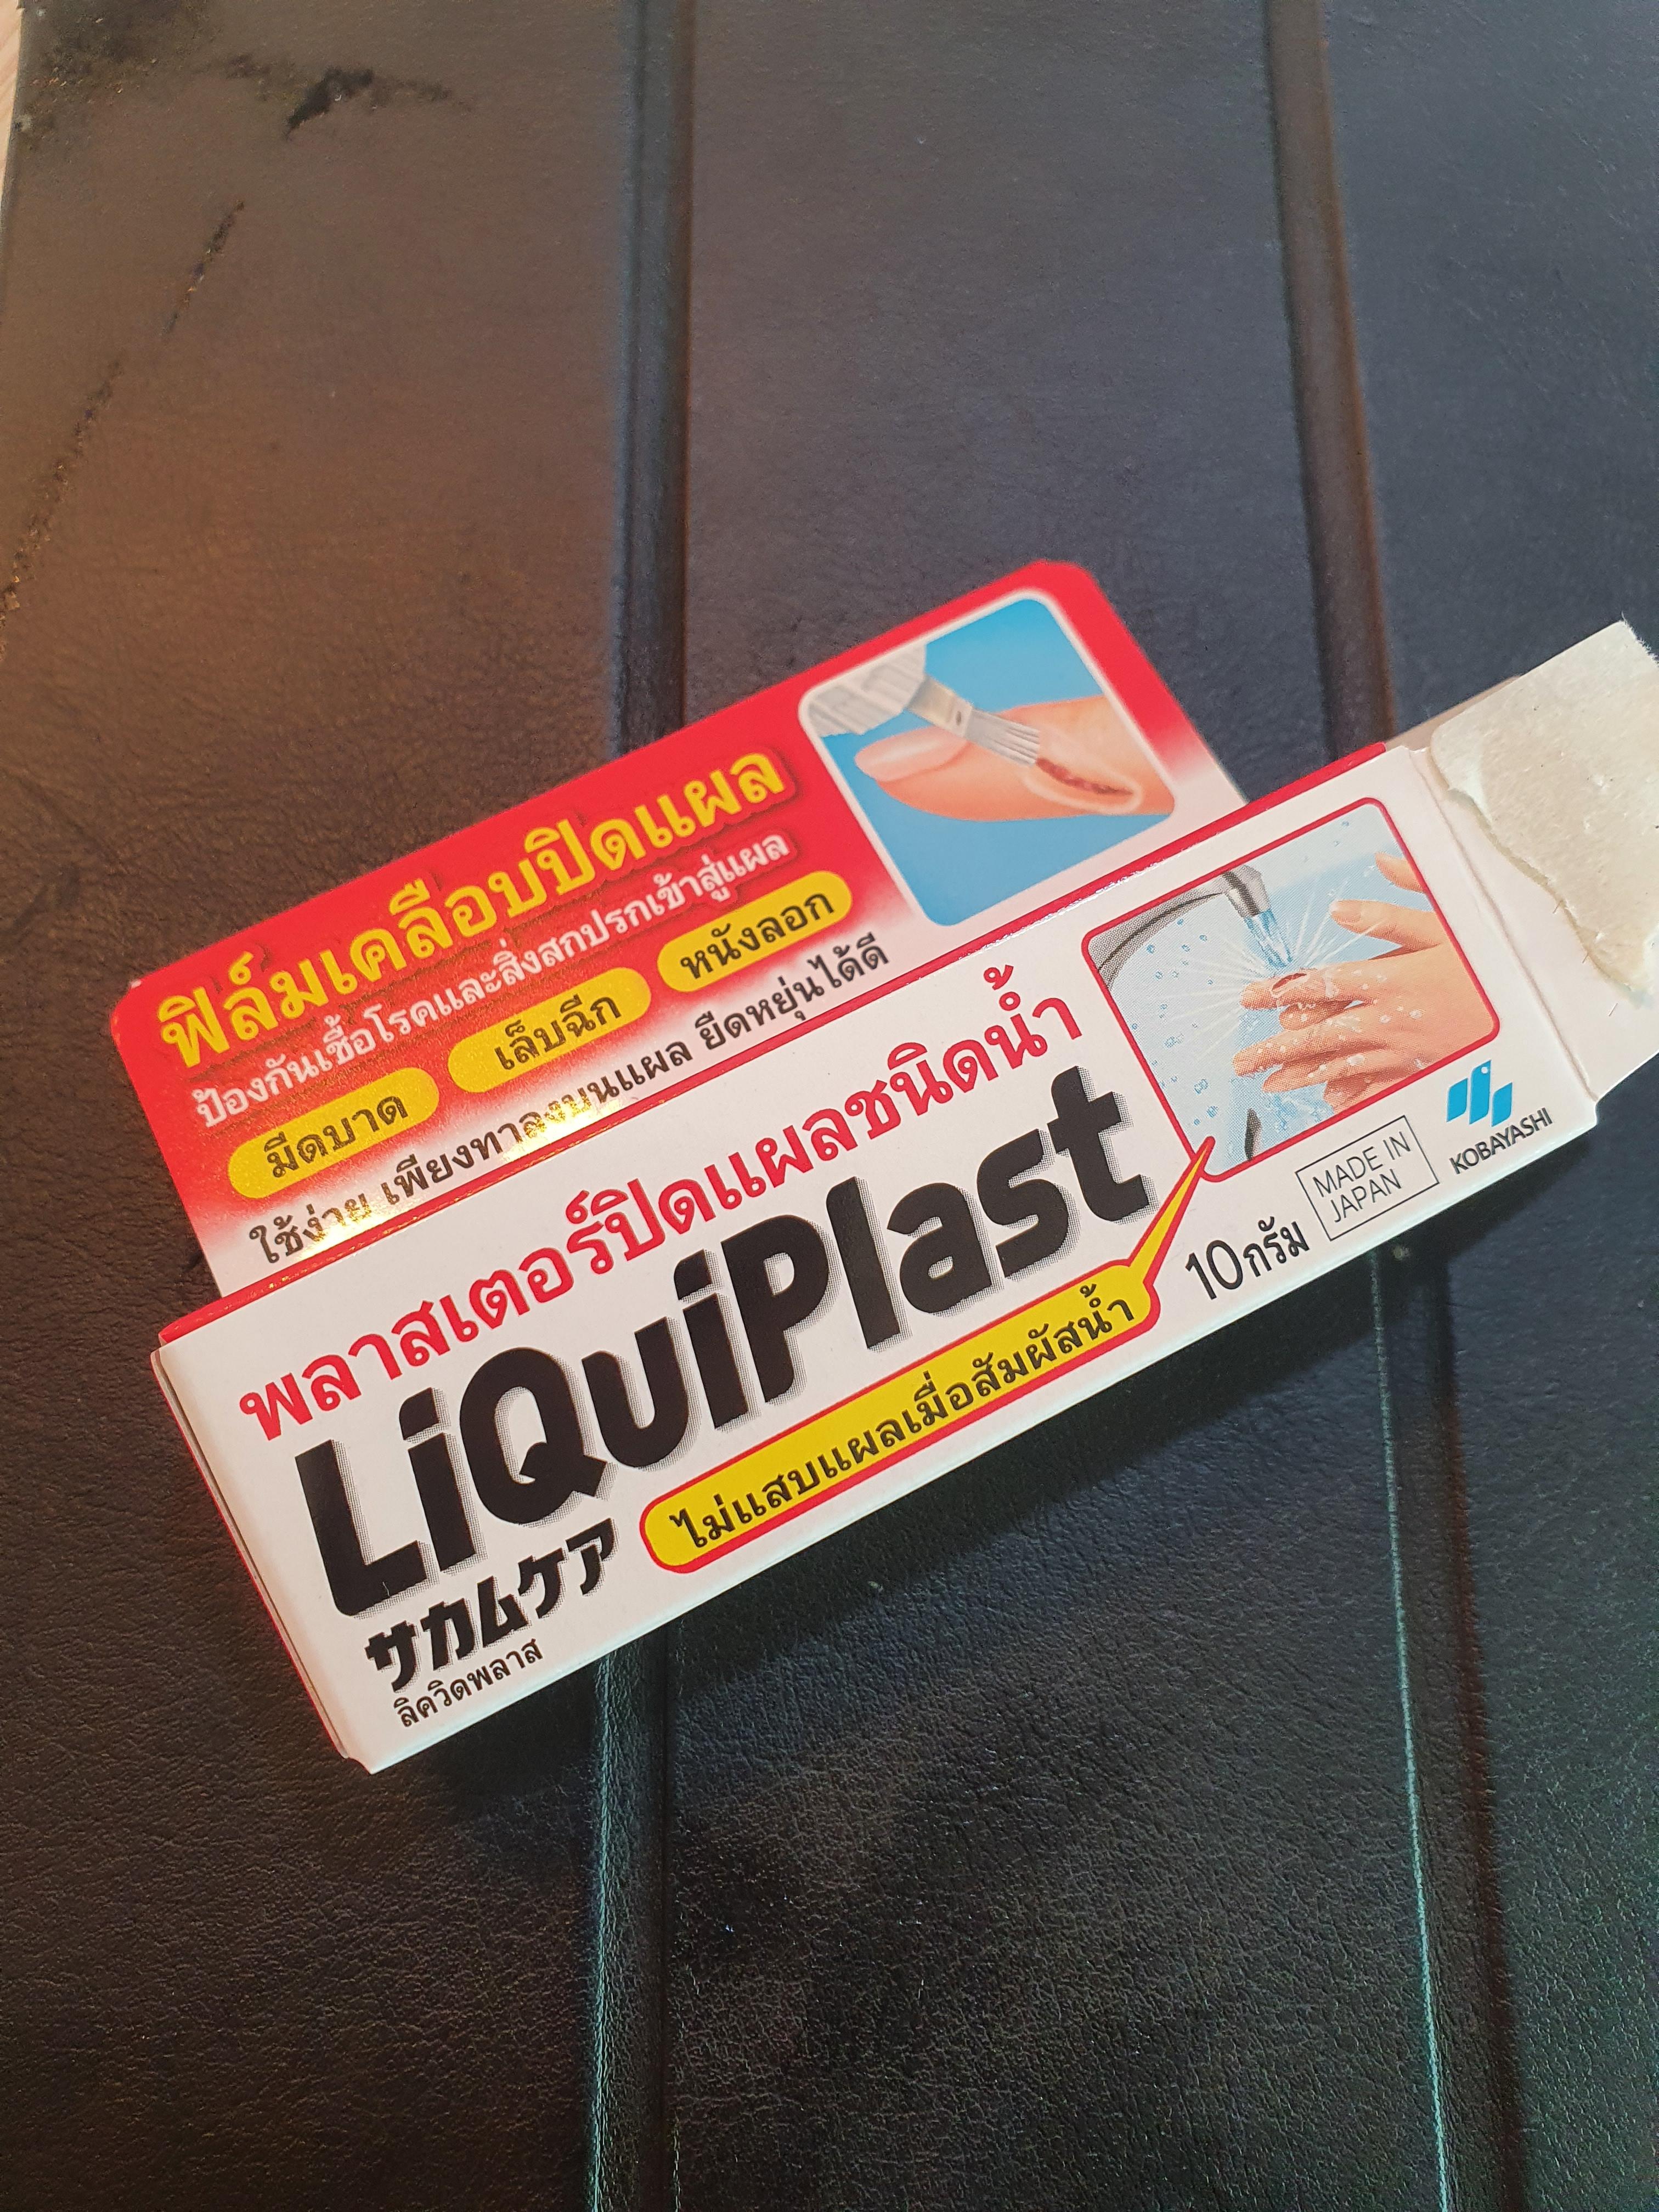 ฟิล์มเคลือบปิดแผล
ป้องกันเชื้อโรคและสิ่งสกปรกเข้าสู่แผล
มีดบาด เล็บฉีก หนังลอก
ใช้ง่าย เพียงทาลงบนแผล ยืดหยุ่นได้ดี
พลาสเตอร์ปิดแผลชนิดน้ำ
LiQuiPlast
サカムケア
ลิควิดพลาส
ไม่แสบแผลเมื่อสัมผัสน้ำ
10กรัม
MADE IN
JAPAN
KOBAYASHI